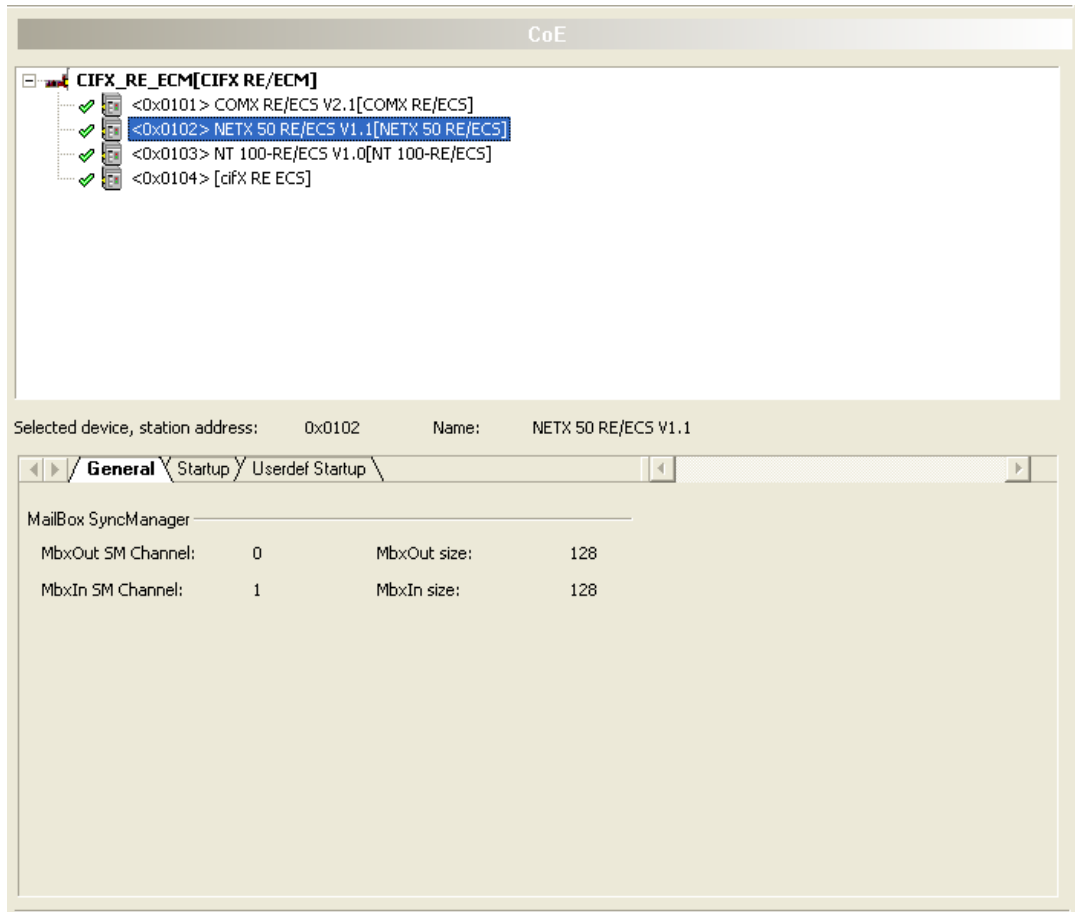 CoE
CIFX_RE_ECM[CIFX RE/ECM]
<0x0101> COMX RE/ECS V2.1[COMX RE/ECS]
<0x0102> NETX 50 RE/ECS V1.1[NETX 50 RE/ECS]
<0x0103> NT 100-RE/ECS V1.0[NT 100-RE/ECS]
<0x0104> [cifX RE ECS]
Selected device, station address: 0x0102 Name: NETX 50 RE/ECS V1.1
General Startup Userdef Startup
MailBox SyncManager
MbxOut SM Channel: 0 MbxOut size: 128
MbxIn SM Channel: 1 MbxIn size: 128